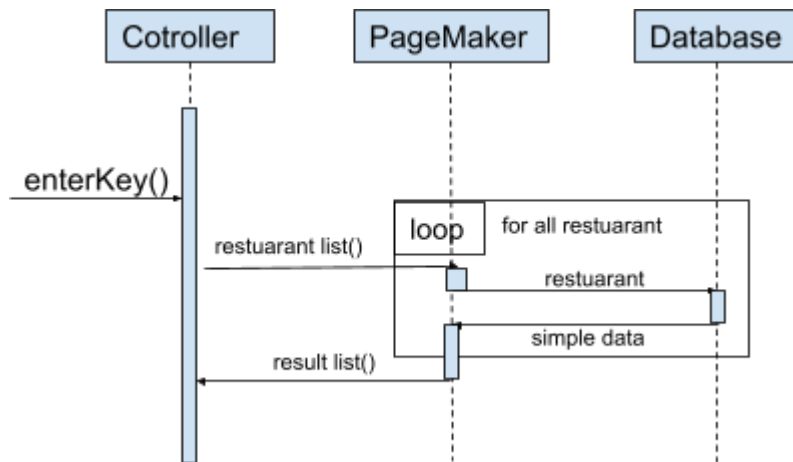 Cotroller
PageMaker
Database
enterKey()
loop
for all restuarant
restuarant list()
restuarant
simple data
result list()